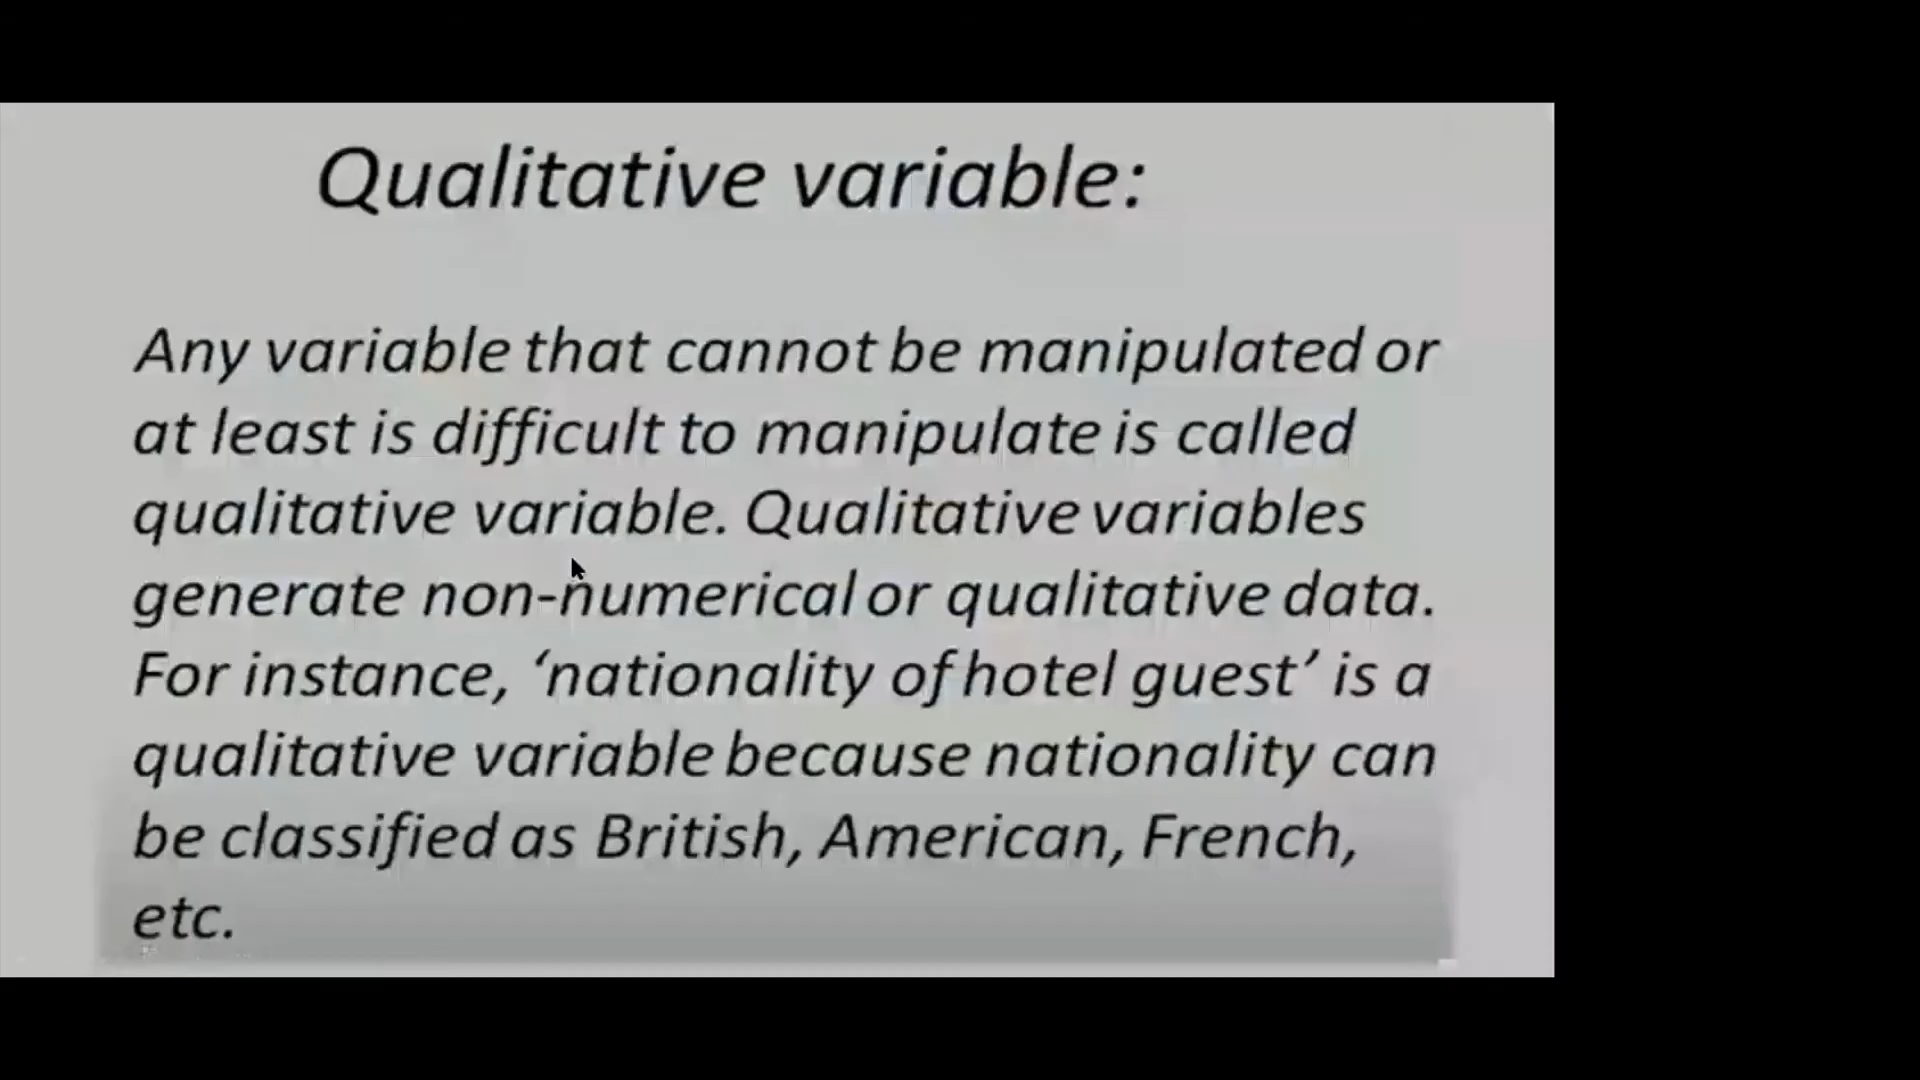 Qualitative variable:
Any variable that cannot be manipulated or
at least is difficult to manipulate is called
qualitative variable. Qualitative variables
generate non-numerical or qualitative data.
For instance, ‘nationality of hotel guest’ is a
qualitative variable because nationality can
be classified as British, American, French,
etc.